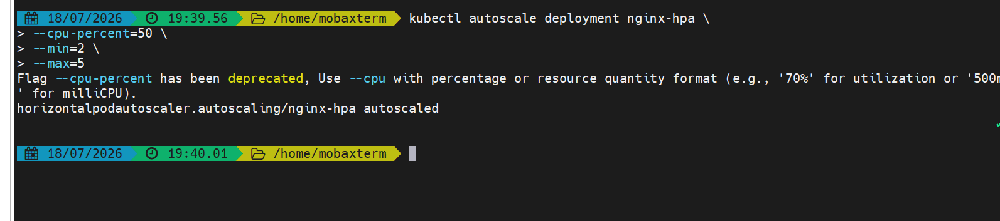 18/07/2026 19:39.56 /home/mobaxterm kubectl autoscale deployment nginx-hpa \
> --cpu-percent=50 \
> --min=2 \
> --max=5
Flag --cpu-percent has been deprecated, Use --cpu with percentage or resource quantity format (e.g., '70%' for utilization or '500m
' for milliCPU).
horizontalpodautoscaler.autoscaling/nginx-hpa autoscaled
18/07/2026 19:40.01 /home/mobaxterm